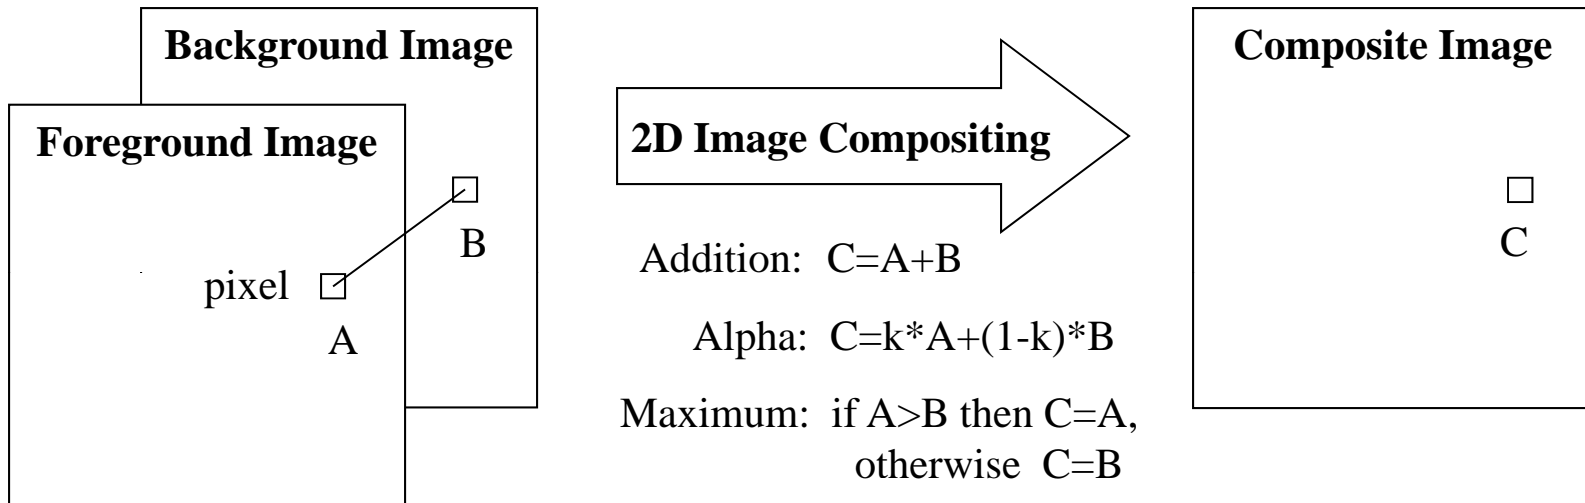 Background Image
Foreground Image
pixel
A
B
2D Image Compositing
Addition: C=A+B
Alpha: C=k*A+(1-k)*B
Maximum: if A>B then C=A,
otherwise C=B
Composite Image
C